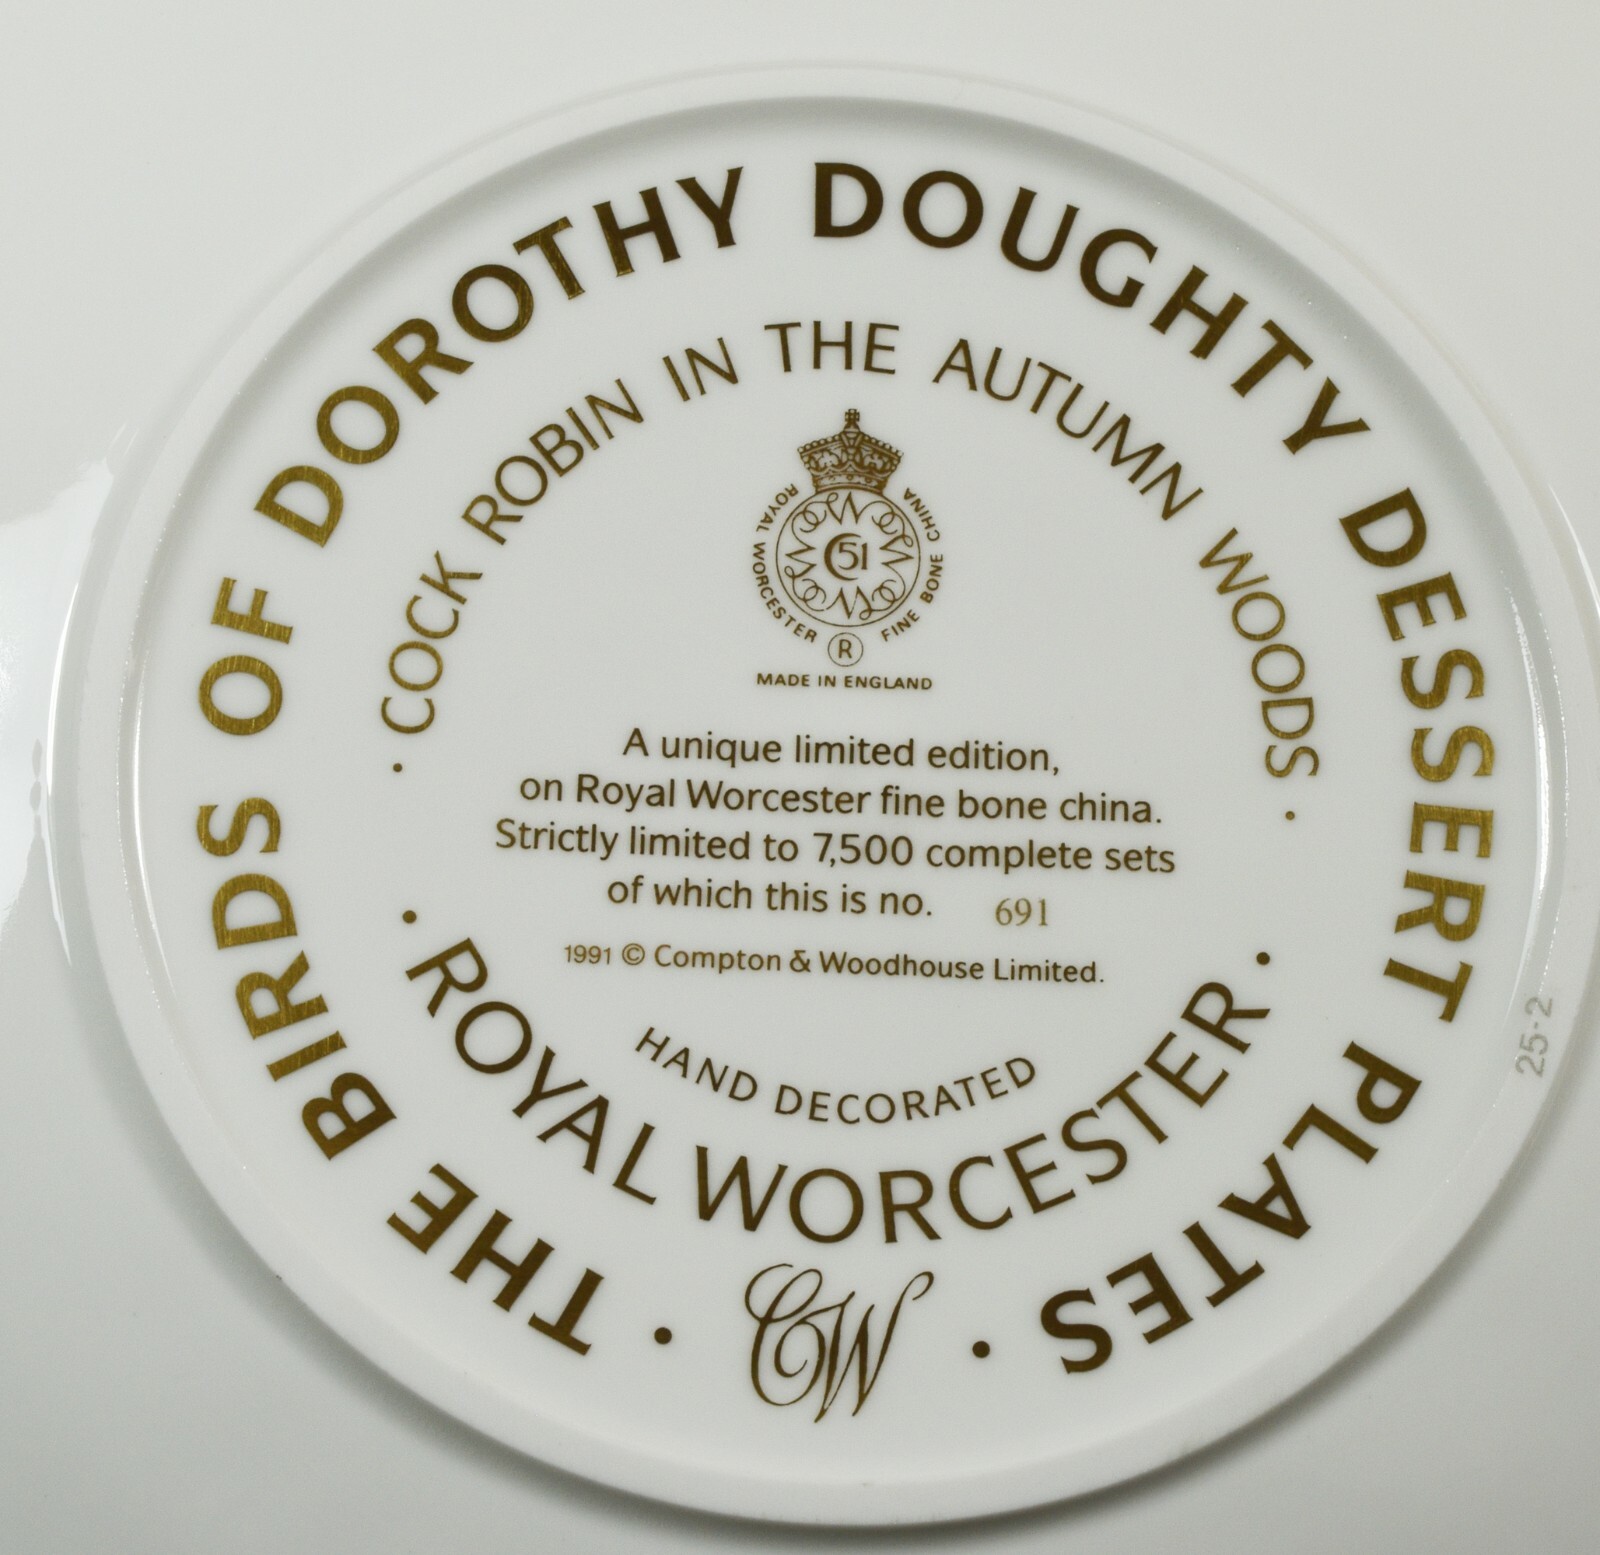 THE BIRDS OF DOROTHY DOUGHTY DESSERT PLATES
COCK ROBIN IN THE AUTUMN WOODS
ROYAL WORCESTER FINE BONE CHINA
51
R
MADE IN ENGLAND
A unique limited edition,
on Royal Worcester fine bone china.
Strictly limited to 7,500 complete sets
of which this is no. 691
1991 © Compton & Woodhouse Limited.
HAND DECORATED
ROYAL WORCESTER
CW
25-2